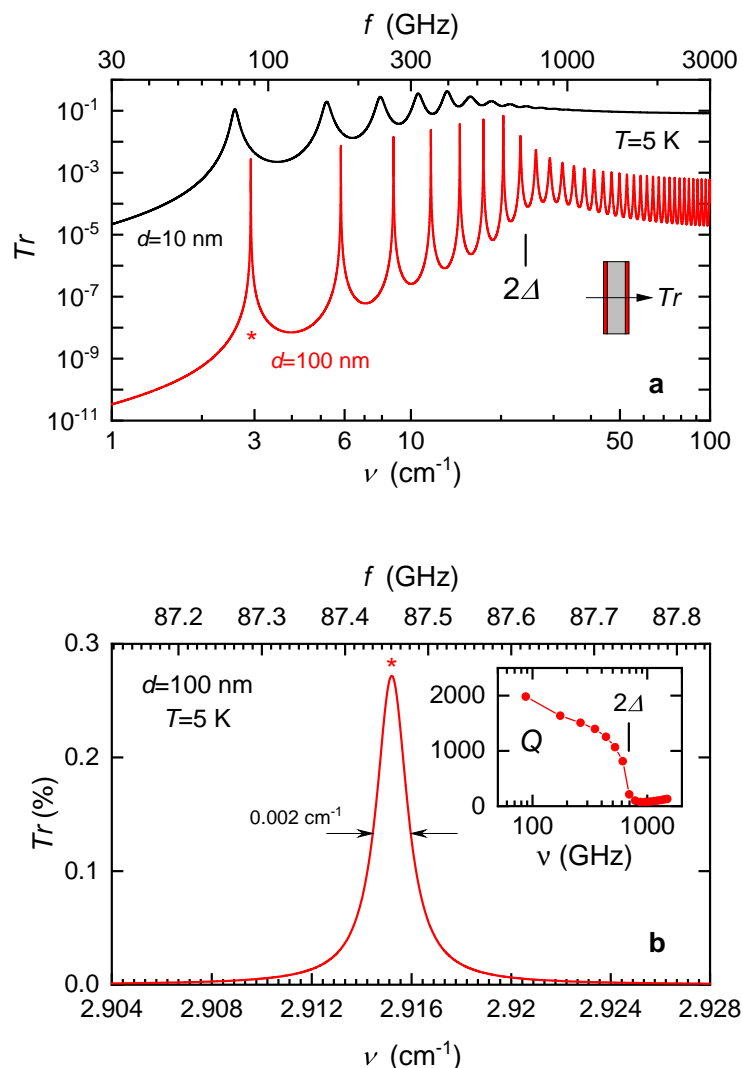 f (GHz)
30 100 300 1000 3000
10⁻¹
10⁻³
10⁻⁵
10⁻⁷
10⁻⁹
10⁻¹¹
Tr
T=5 K
d=10 nm
2Δ
Tr
*
d=100 nm
a
1 3 6 10 50 100
ν (cm⁻¹)
f (GHz)
87.2 87.3 87.4 87.5 87.6 87.7 87.8
0.3
0.2
0.1
0.0
Tr (%)
d=100 nm
T=5 K
*
0.002 cm⁻¹
2000
1000
0
Q
2Δ
100 1000
ν (GHz)
b
2.904 2.908 2.912 2.916 2.92 2.924 2.928
ν (cm⁻¹)